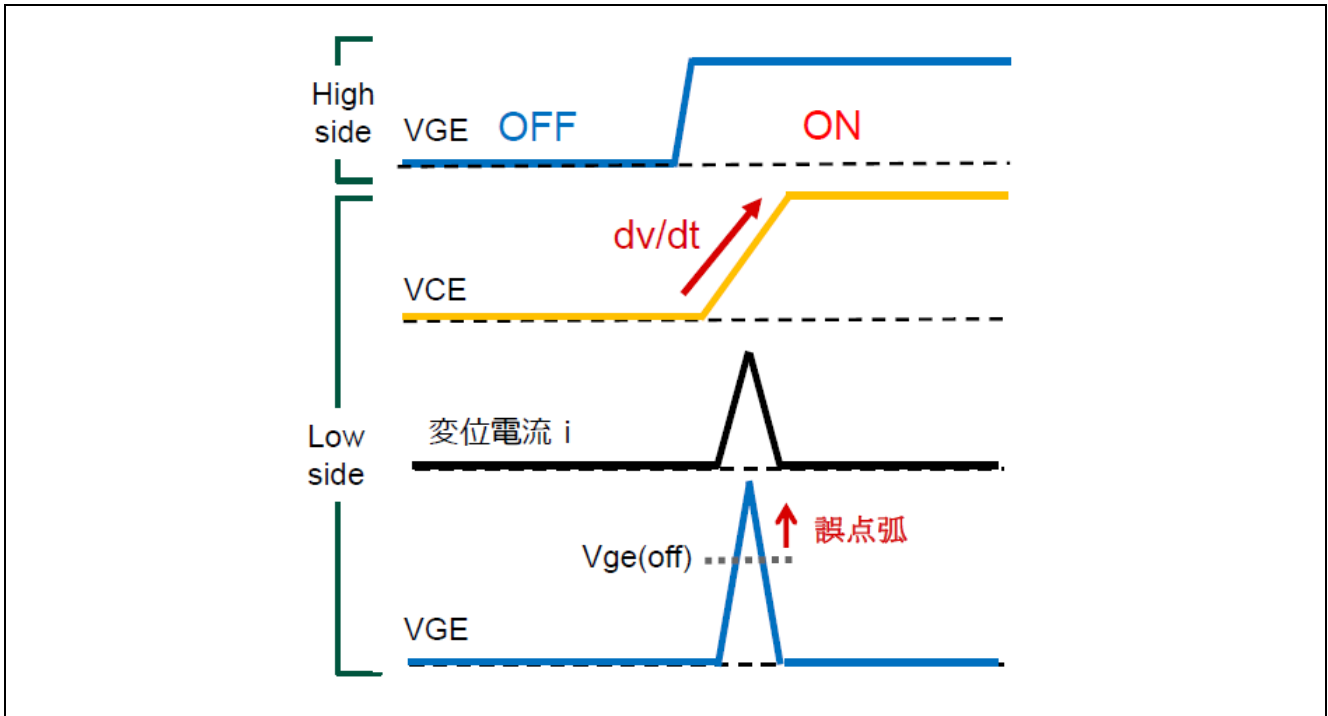 High
side
VGE
OFF
ON
dv/dt
VCE
Low
side
変位電流 i
誤点弧
Vge(off)
VGE